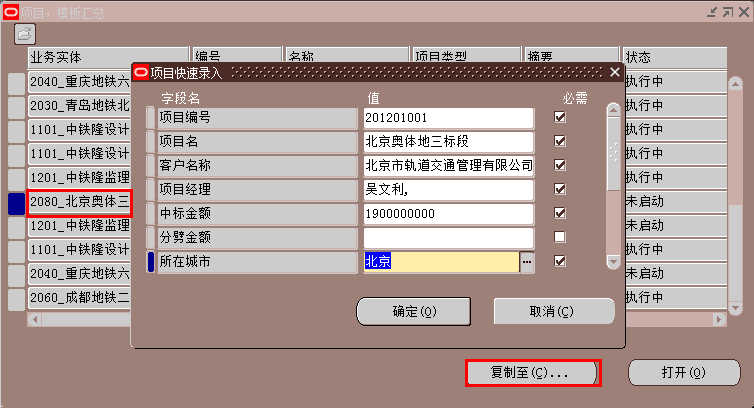 项目，模板汇总
业务实体 编号 名称 项目类型 摘要 状态
项目快速录入
字段名 值 必需
项目编号 201201001
项目名 北京奥体地三标段
客户名称 北京市轨道交通管理有限公司
项目经理 吴文利,
中标金额 1900000000
分劈金额
所在城市 北京 ...
确定(O) 取消(C)
2040_重庆地铁六 执行中
2030_青岛地铁北 执行中
1101_中铁隆设计 执行中
1101_中铁隆设计 执行中
1201_中铁隆监理 执行中
2080_北京奥体三 未启动
1201_中铁隆监理 未启动
1101_中铁隆设计 执行中
2040_重庆地铁六 未启动
2060_成都地铁二 执行中
复制至(C)... 打开(O)